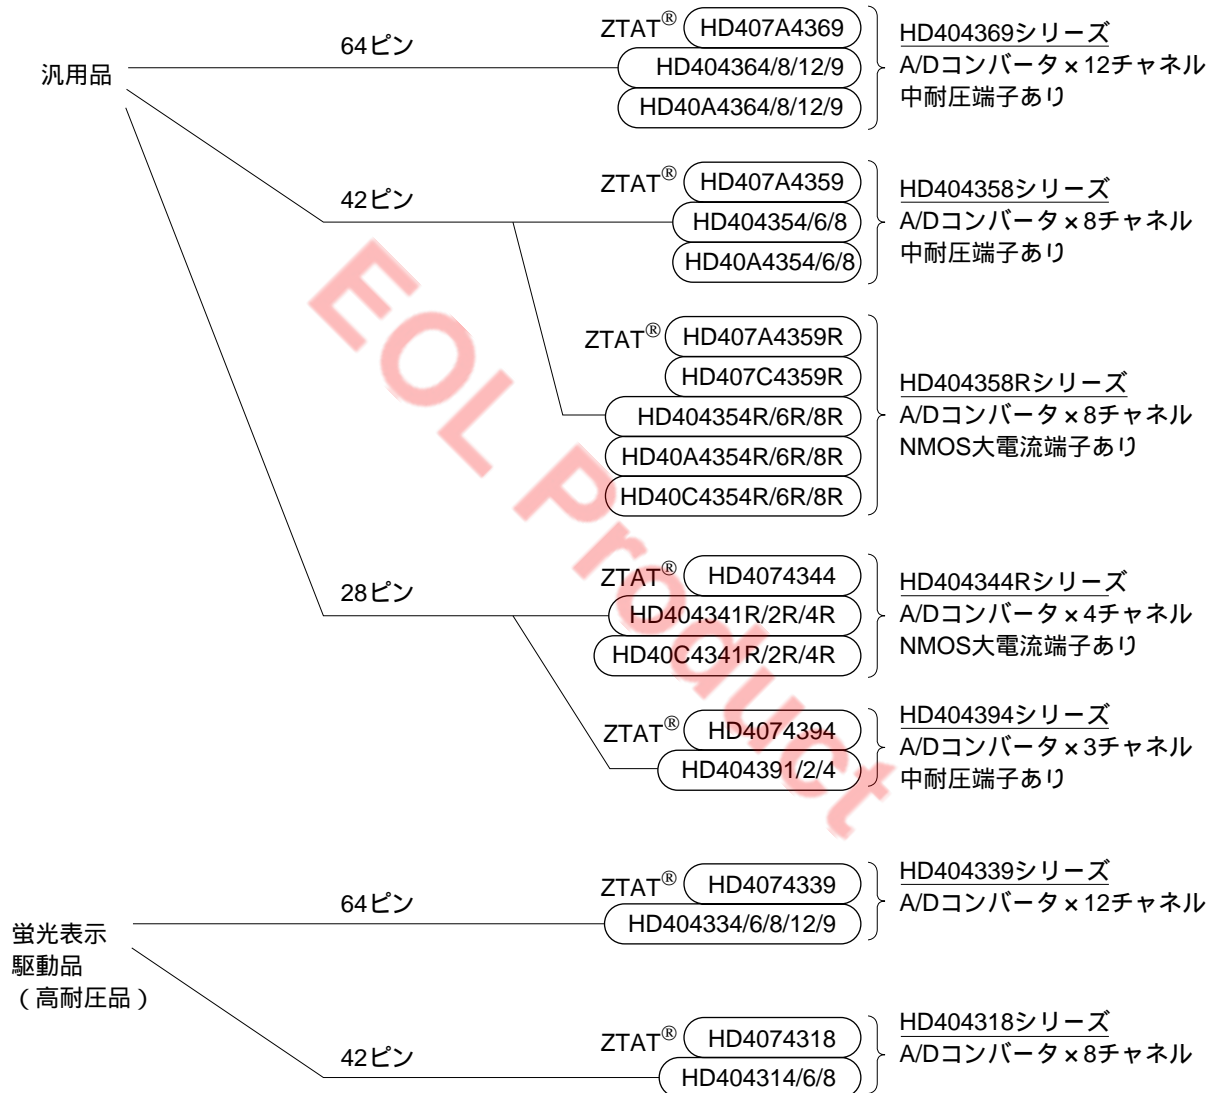 汎用品
64ピン
ZTAT® HD407A4369
HD404364/8/12/9
HD40A4364/8/12/9
HD404369シリーズ
A/Dコンバータ×12チャネル
中耐圧端子あり
42ピン
ZTAT® HD407A4359
HD404354/6/8
HD40A4354/6/8
HD404358シリーズ
A/Dコンバータ×8チャネル
中耐圧端子あり
ZTAT® HD407A4359R
HD407C4359R
HD404354R/6R/8R
HD40A4354R/6R/8R
HD40C4354R/6R/8R
HD404358Rシリーズ
A/Dコンバータ×8チャネル
NMOS大電流端子あり
28ピン
ZTAT® HD4074344
HD404341R/2R/4R
HD40C4341R/2R/4R
HD404344Rシリーズ
A/Dコンバータ×4チャネル
NMOS大電流端子あり
ZTAT® HD4074394
HD404391/2/4
HD404394シリーズ
A/Dコンバータ×3チャネル
中耐圧端子あり
蛍光表示
駆動品
(高耐圧品)
64ピン
ZTAT® HD4074339
HD404334/6/8/12/9
HD404339シリーズ
A/Dコンバータ×12チャネル
42ピン
ZTAT® HD4074318
HD404314/6/8
HD404318シリーズ
A/Dコンバータ×8チャネル
EOL Product